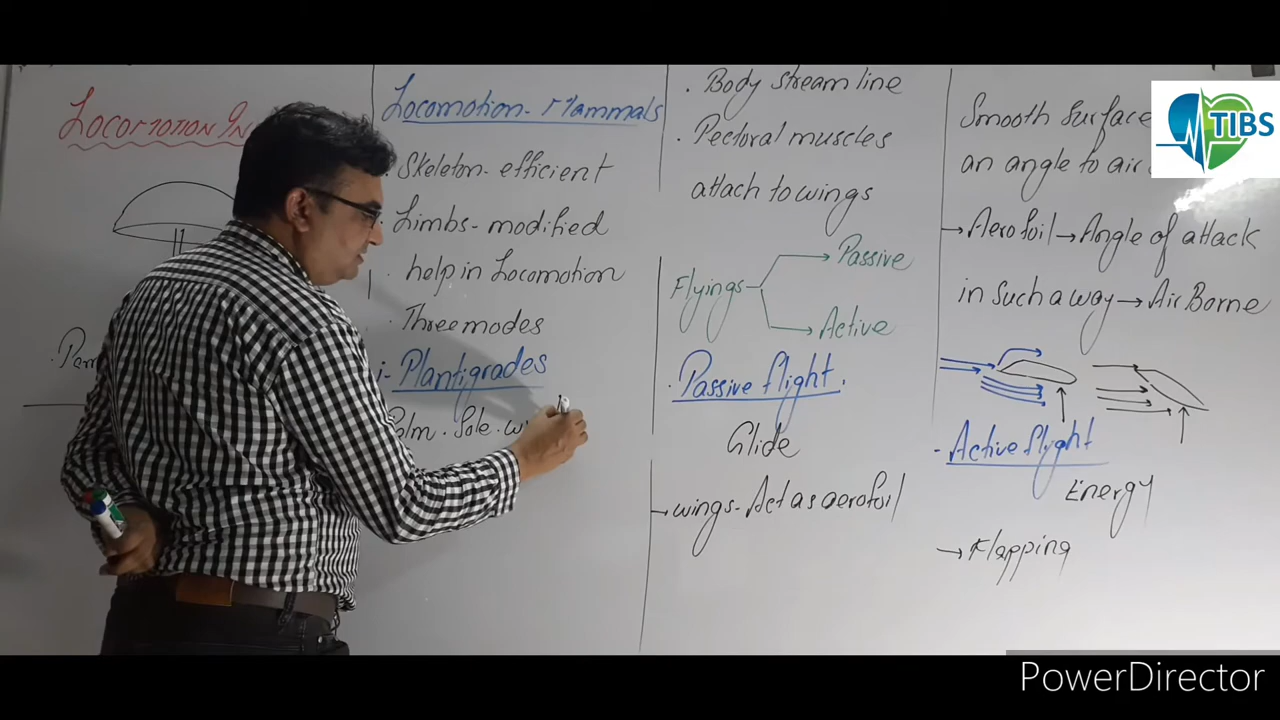 LOCOMOTION IN
Locomotion - Mammals
. Skeleton - efficient
Limbs - modified
help in Locomotion
. Three modes
i - Plantigrades
Sole .
. Body stream line
. Pectoral muscles
attach to wings
Flyings
Passive
Active
. Passive flight .
Glide
→ wings - Act as aerofoil
Smooth Surface
an angle to air
→ Aerofoil → Angle of attack
in Such a way → Air Borne
- Active flight
Energy
→ Flapping
TIBS
PowerDirector